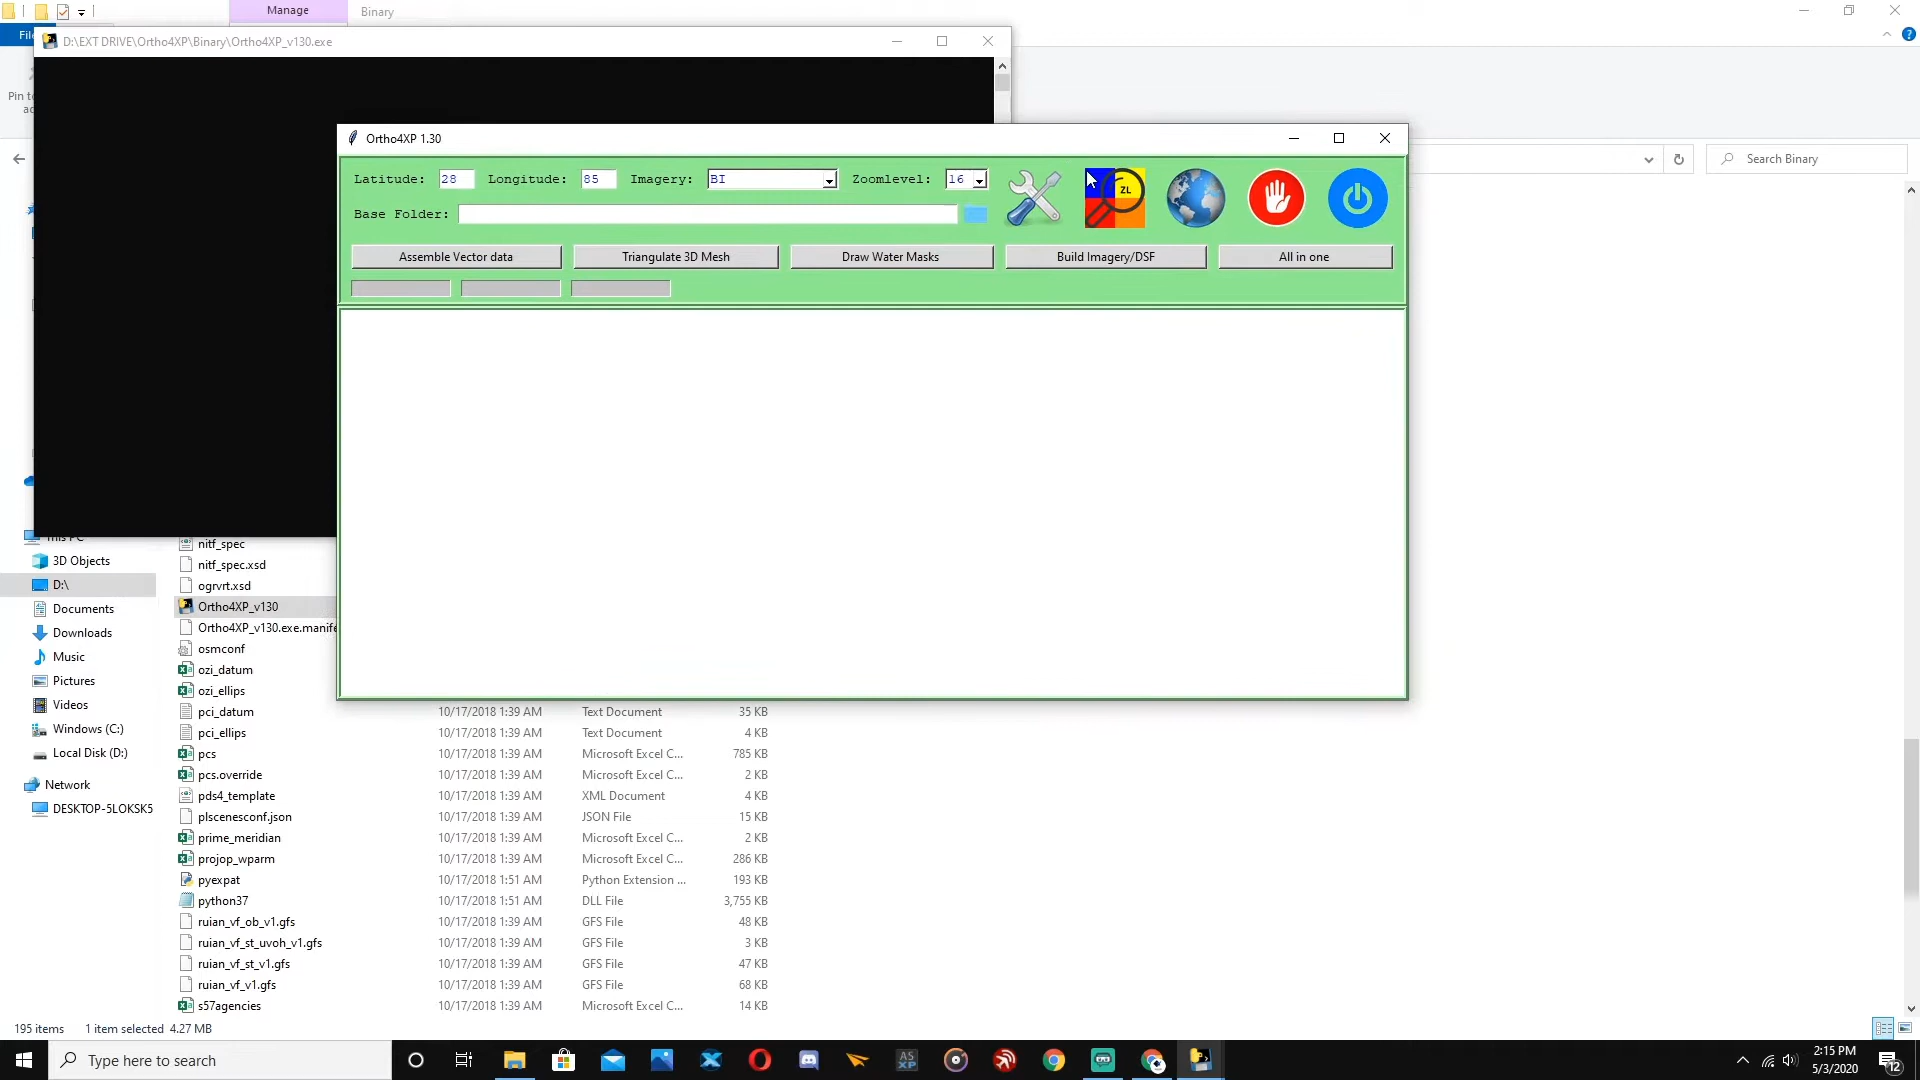 Manage
Binary
Fil
D:\EXT DRIVE\Ortho4XP\Binary\Ortho4XP_v130.exe
Pin t
Ortho4XP 1.30
Search Binary
Latitude: 28 Longitude: 85 Imagery: BI Zoomlevel: 16
ZL
Base Folder:
Assemble Vector data
Triangulate 3D Mesh
Draw Water Masks
Build Imagery/DSF
All in one
This PC
3D Objects
D:\
Documents
Downloads
Music
Pictures
Videos
Windows (C:)
Local Disk (D:)
Network
DESKTOP-5LOKSK5
nitf_spec
nitf_spec.xsd
ogrvrt.xsd
Ortho4XP_v130
Ortho4XP_v130.exe.manife
osmconf
ozi_datum
ozi_ellips
pci_datum 10/17/2018 1:39 AM Text Document 35 KB
pci_ellips 10/17/2018 1:39 AM Text Document 4 KB
pcs 10/17/2018 1:39 AM Microsoft Excel C... 785 KB
pcs.override 10/17/2018 1:39 AM Microsoft Excel C... 2 KB
pds4_template 10/17/2018 1:39 AM XML Document 4 KB
plscenesconf.json 10/17/2018 1:39 AM JSON File 15 KB
prime_meridian 10/17/2018 1:39 AM Microsoft Excel C... 2 KB
projop_wparm 10/17/2018 1:39 AM Microsoft Excel C... 286 KB
pyexpat 10/17/2018 1:51 AM Python Extension ... 193 KB
python37 10/17/2018 1:51 AM DLL File 3,755 KB
ruian_vf_ob_v1.gfs 10/17/2018 1:39 AM GFS File 48 KB
ruian_vf_st_uvoh_v1.gfs 10/17/2018 1:39 AM GFS File 3 KB
ruian_vf_st_v1.gfs 10/17/2018 1:39 AM GFS File 47 KB
ruian_vf_v1.gfs 10/17/2018 1:39 AM GFS File 68 KB
s57agencies 10/17/2018 1:39 AM Microsoft Excel C... 14 KB
195 items 1 item selected 4.27 MB
Type here to search
AS
XP
2:15 PM
5/3/2020
12